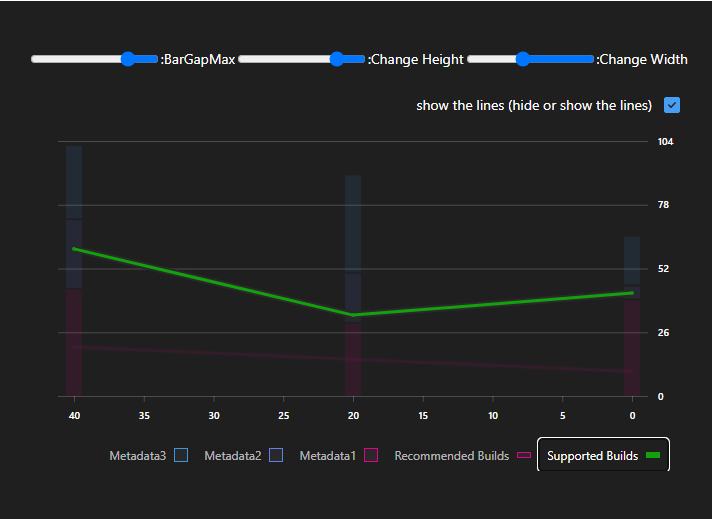 :BarGapMax :Change Height :Change Width
show the lines (hide or show the lines)
104
78
52
26
0
40 35 30 25 20 15 10 5 0
Metadata3 Metadata2 Metadata1 Recommended Builds Supported Builds